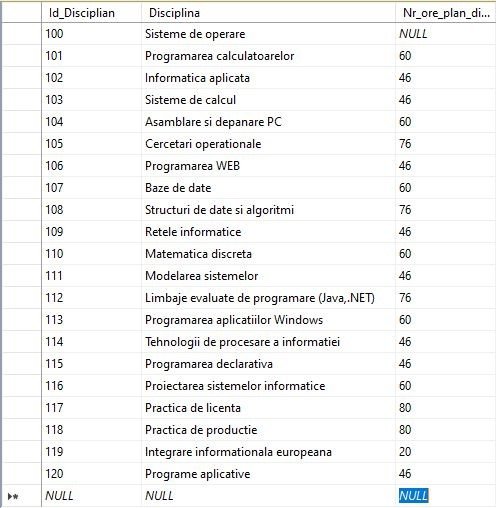 Id_Disciplian Disciplina Nr_ore_plan_di...
100 Sisteme de operare NULL
101 Programarea calculatoarelor 60
102 Informatica aplicata 46
103 Sisteme de calcul 46
104 Asamblare si depanare PC 60
105 Cercetari operationale 76
106 Programarea WEB 46
107 Baze de date 60
108 Structuri de date si algoritmi 76
109 Retele informatice 46
110 Matematica discreta 60
111 Modelarea sistemelor 46
112 Limbaje evaluate de programare (Java,.NET) 76
113 Programarea aplicatiilor Windows 60
114 Tehnologii de procesare a informatiei 46
115 Programarea declarativa 46
116 Proiectarea sistemelor informatice 60
117 Practica de licenta 80
118 Practica de productie 80
119 Integrare informationala europeana 20
120 Programe aplicative 46
NULL NULL NULL